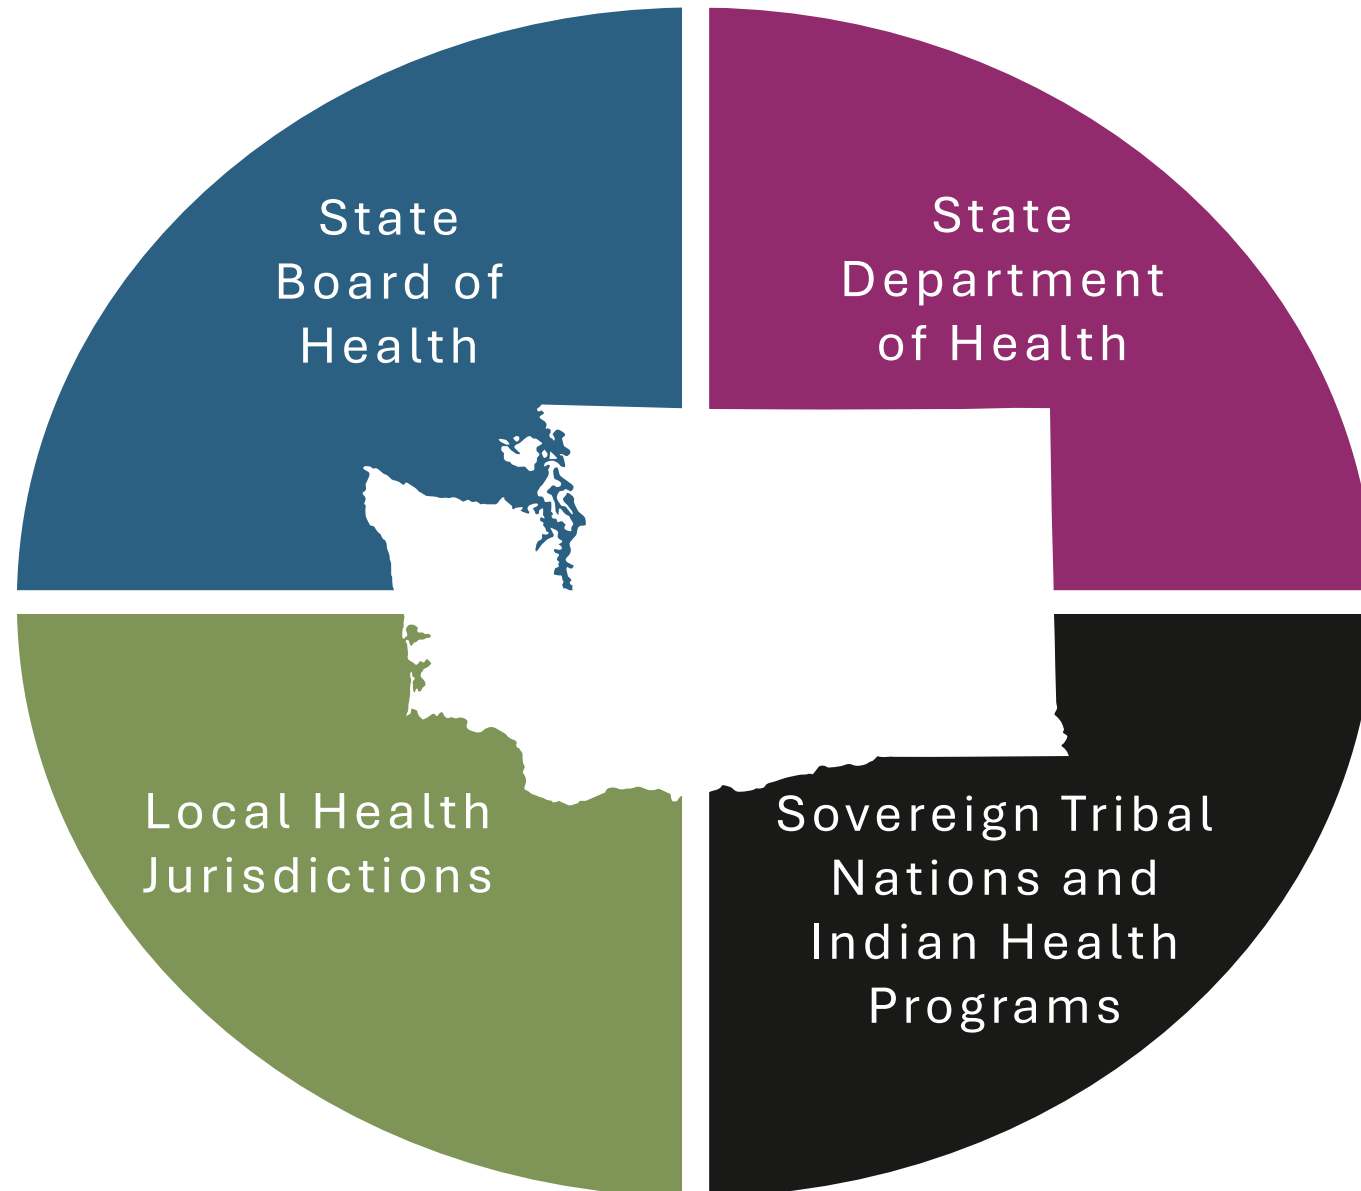 State
Board of
Health
State
Department
of Health
Local Health
Jurisdictions
Sovereign Tribal
Nations and
Indian Health
Programs